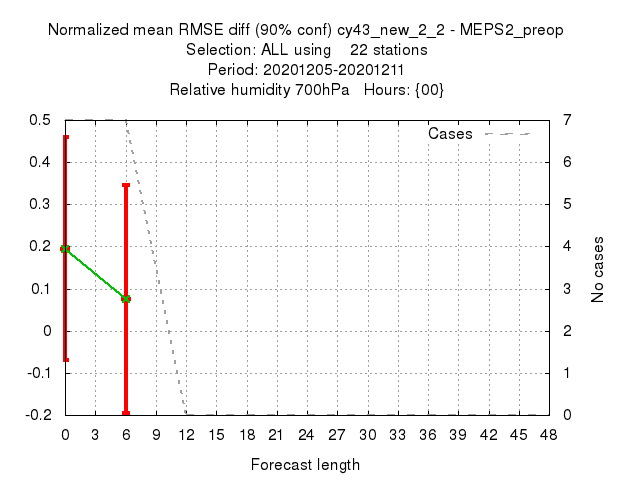 Normalized mean RMSE diff (90% conf) cy43_new_2_2 - MEPS2_preop
Selection: ALL using 22 stations
Period: 20201205-20201211
Relative humidity 700hPa Hours: {00}
Cases
0.5
0.4
0.3
0.2
0.1
0
-0.1
-0.2
7
6
5
4
3
2
1
0
No cases
0 3 6 9 12 15 18 21 24 27 30 33 36 39 42 45 48
Forecast length